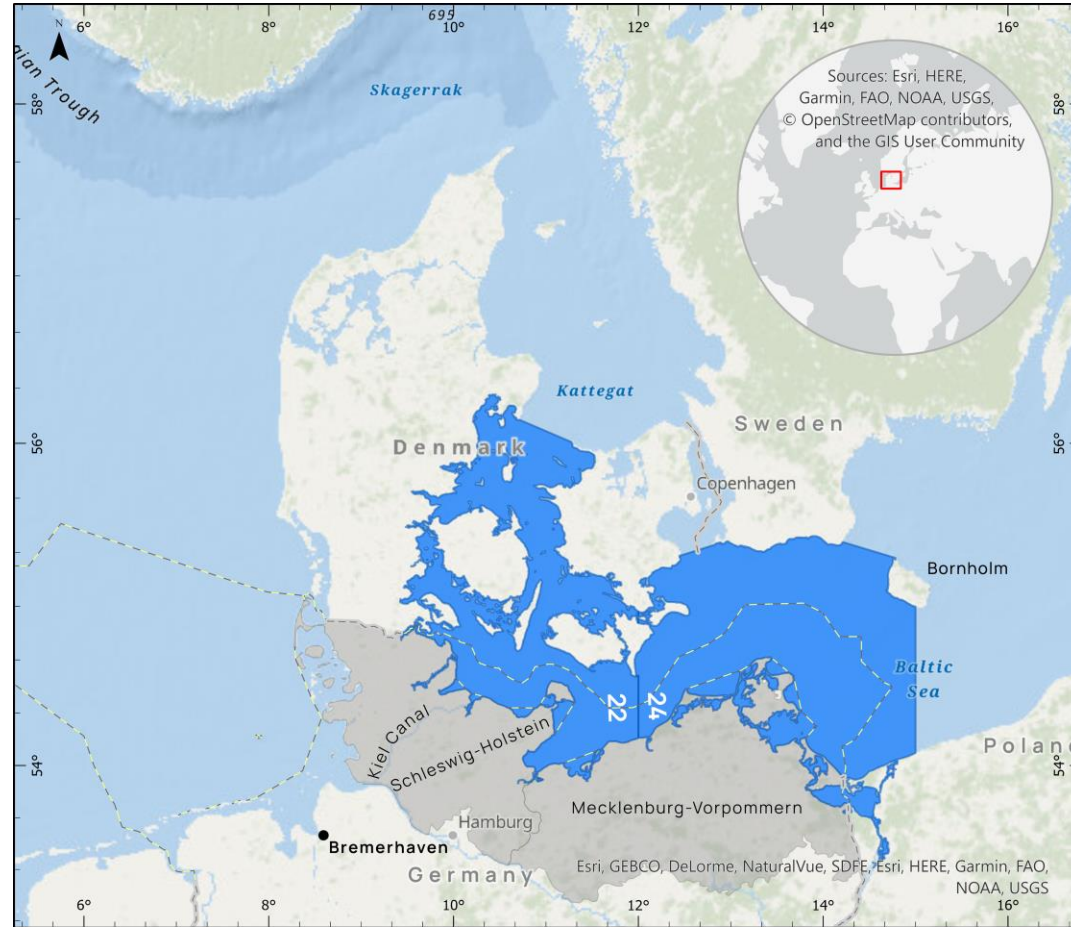 695
6°
8°
10°
12°
14°
16°
N
gian Trough
Skagerrak
Sources: Esri, HERE,
Garmin, FAO, NOAA, USGS,
© OpenStreetMap contributors,
and the GIS User Community
58°
58°
Kattegat
Sweden
Denmark
56°
56°
Copenhagen
Bornholm
Baltic
Sea
22
24
Kiel Canal
Schleswig-Holstein
Poland
54°
54°
Mecklenburg-Vorpommern
Hamburg
Bremerhaven
Germany
Esri, GEBCO, DeLorme, NaturalVue, SDFE, Esri, HERE, Garmin, FAO,
NOAA, USGS
6°
8°
10°
12°
14°
16°